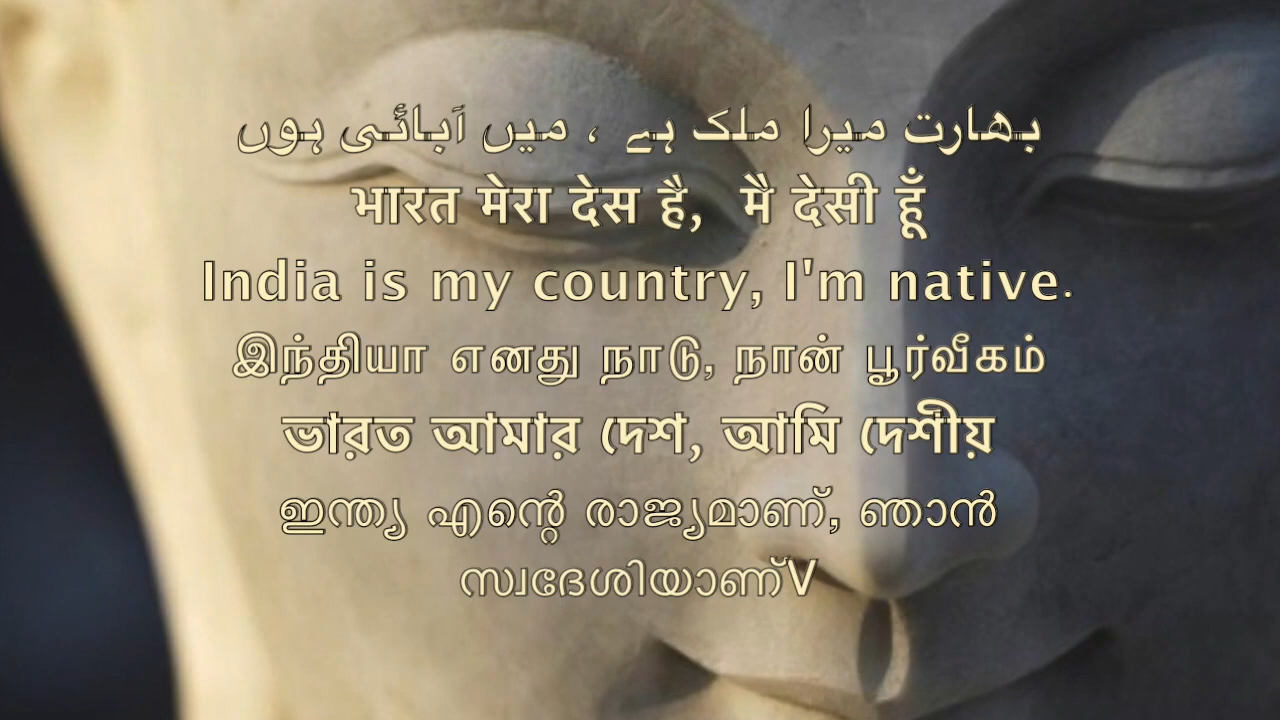 بھارت میرا ملک ہے ، میں آبائی ہوں
भारत मेरा देस है, मै देसी हूँ
India is my country, I'm native.
இந்தியா எனது நாடு, நான் பூர்வீகம்
ভারত আমার দেশ, আমি দেশীয়
ഇന്ത്യ എന്റെ രാജ്യമാണ്, ഞാൻ
സ്വദേശിയാണ്V